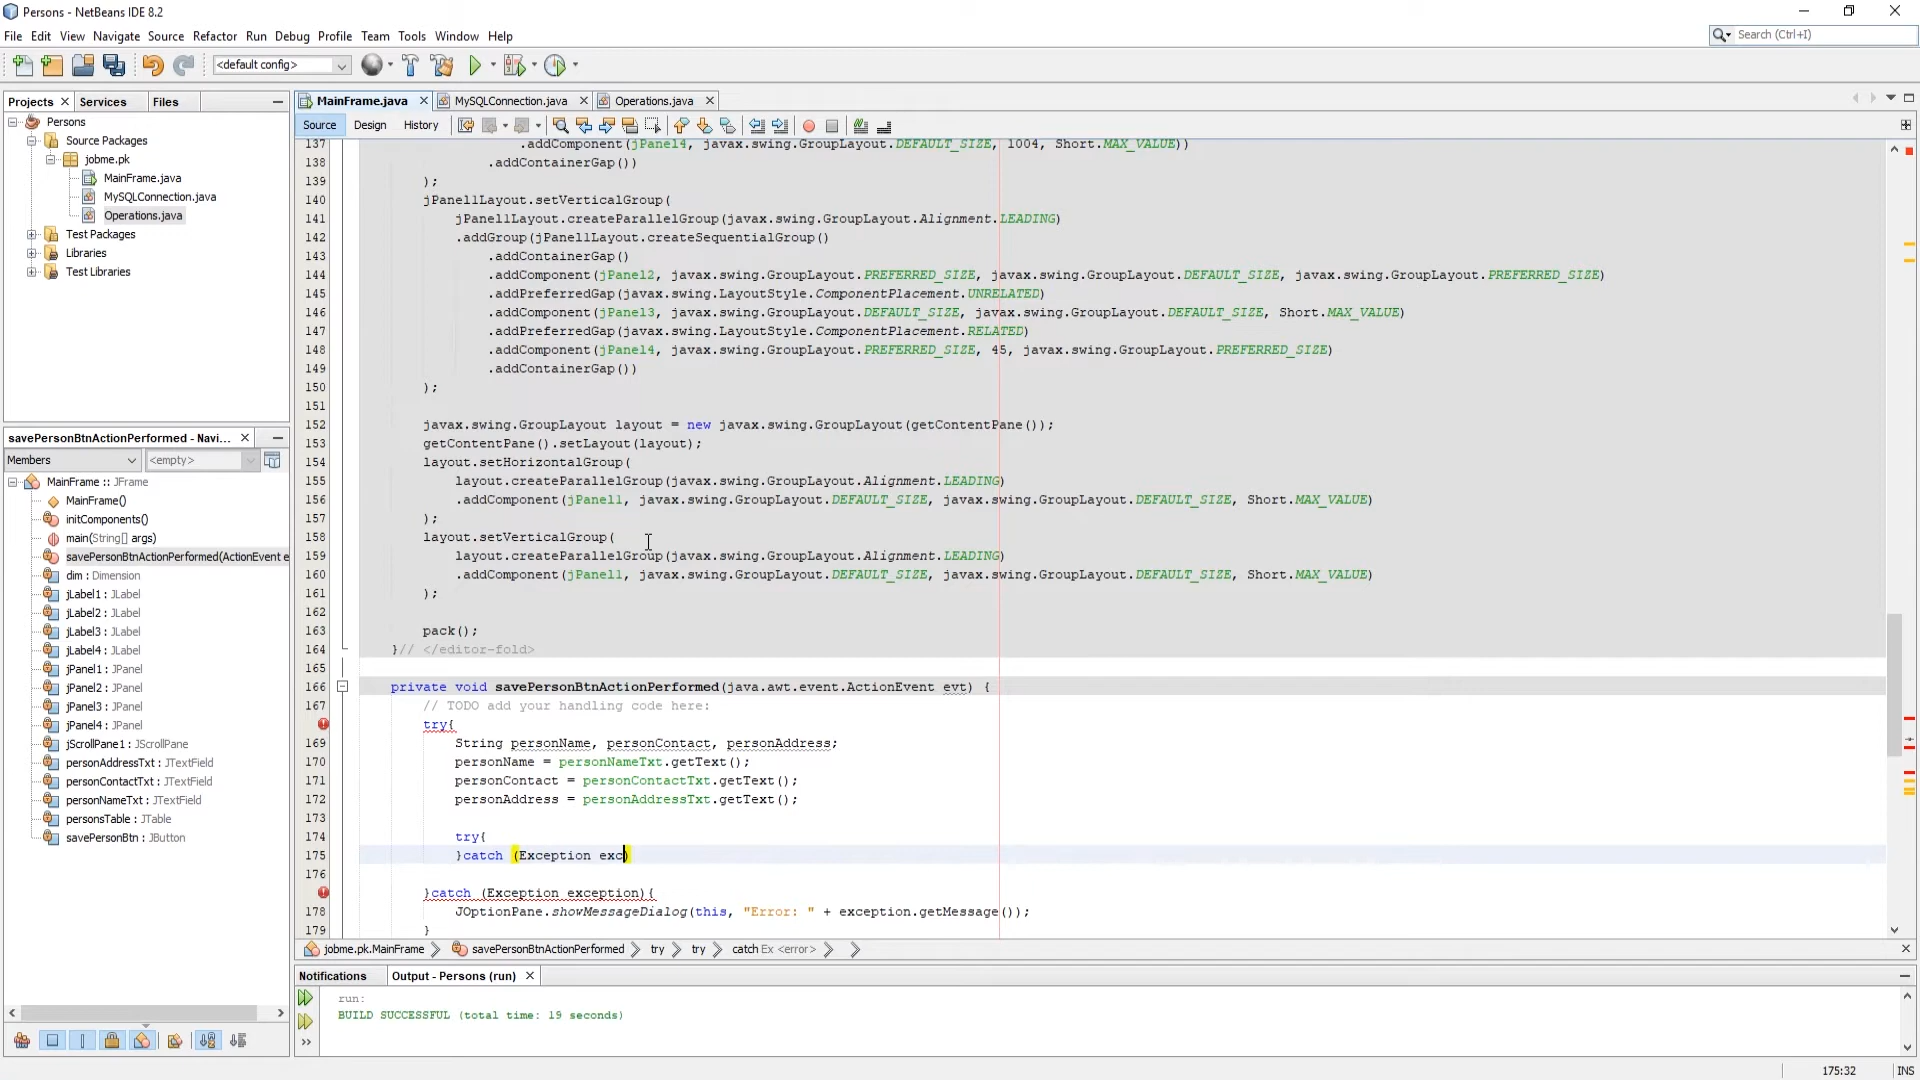 Persons - NetBeans IDE 8.2
File Edit View Navigate Source Refactor Run Debug Profile Team Tools Window Help
Search (Ctrl+I)
<default config>
Projects Services Files
Persons
Source Packages
jobme.pk
MainFrame.java
MySQLConnection.java
Operations.java
Test Packages
Libraries
Test Libraries
savePersonBtnActionPerformed - Navi...
Members <empty>
MainFrame :: JFrame
MainFrame()
initComponents()
main(String[] args)
savePersonBtnActionPerformed(ActionEvent e
dim : Dimension
jLabel1 : JLabel
jLabel2 : JLabel
jLabel3 : JLabel
jLabel4 : JLabel
jPanel1 : JPanel
jPanel2 : JPanel
jPanel3 : JPanel
jPanel4 : JPanel
jScrollPane1 : JScrollPane
personAddressTxt : JTextField
personContactTxt : JTextField
personNameTxt : JTextField
personsTable : JTable
savePersonBtn : JButton
MainFrame.java MySQLConnection.java Operations.java
Source Design History
137 .addComponent(jPanel4, javax.swing.GroupLayout.DEFAULT_SIZE, 1004, Short.MAX_VALUE))
138 .addContainerGap())
139 );
140 jPanel1Layout.setVerticalGroup(
141 jPanel1Layout.createParallelGroup(javax.swing.GroupLayout.Alignment.LEADING)
142 .addGroup(jPanel1Layout.createSequentialGroup()
143 .addContainerGap()
144 .addComponent(jPanel2, javax.swing.GroupLayout.PREFERRED_SIZE, javax.swing.GroupLayout.DEFAULT_SIZE, javax.swing.GroupLayout.PREFERRED_SIZE)
145 .addPreferredGap(javax.swing.LayoutStyle.ComponentPlacement.UNRELATED)
146 .addComponent(jPanel3, javax.swing.GroupLayout.DEFAULT_SIZE, javax.swing.GroupLayout.DEFAULT_SIZE, Short.MAX_VALUE)
147 .addPreferredGap(javax.swing.LayoutStyle.ComponentPlacement.RELATED)
148 .addComponent(jPanel4, javax.swing.GroupLayout.PREFERRED_SIZE, 45, javax.swing.GroupLayout.PREFERRED_SIZE)
149 .addContainerGap())
150 );
151
152 javax.swing.GroupLayout layout = new javax.swing.GroupLayout(getContentPane());
153 getContentPane().setLayout(layout);
154 layout.setHorizontalGroup(
155 layout.createParallelGroup(javax.swing.GroupLayout.Alignment.LEADING)
156 .addComponent(jPanel1, javax.swing.GroupLayout.DEFAULT_SIZE, javax.swing.GroupLayout.DEFAULT_SIZE, Short.MAX_VALUE)
157 );
158 layout.setVerticalGroup(
159 layout.createParallelGroup(javax.swing.GroupLayout.Alignment.LEADING)
160 .addComponent(jPanel1, javax.swing.GroupLayout.DEFAULT_SIZE, javax.swing.GroupLayout.DEFAULT_SIZE, Short.MAX_VALUE)
161 );
162
163 pack();
164 }// </editor-fold>
165
166 private void savePersonBtnActionPerformed(java.awt.event.ActionEvent evt) {
167 // TODO add your handling code here:
try{
169 String personName, personContact, personAddress;
170 personName = personNameTxt.getText();
171 personContact = personContactTxt.getText();
172 personAddress = personAddressTxt.getText();
173
174 try{
175 }catch (Exception exc)
176
}catch (Exception exception){
178 JOptionPane.showMessageDialog(this, "Error: " + exception.getMessage());
179 }
jobme.pk.MainFrame savePersonBtnActionPerformed try try catch Ex <error>
Notifications Output - Persons (run)
run:
BUILD SUCCESSFUL (total time: 19 seconds)
175:32 INS